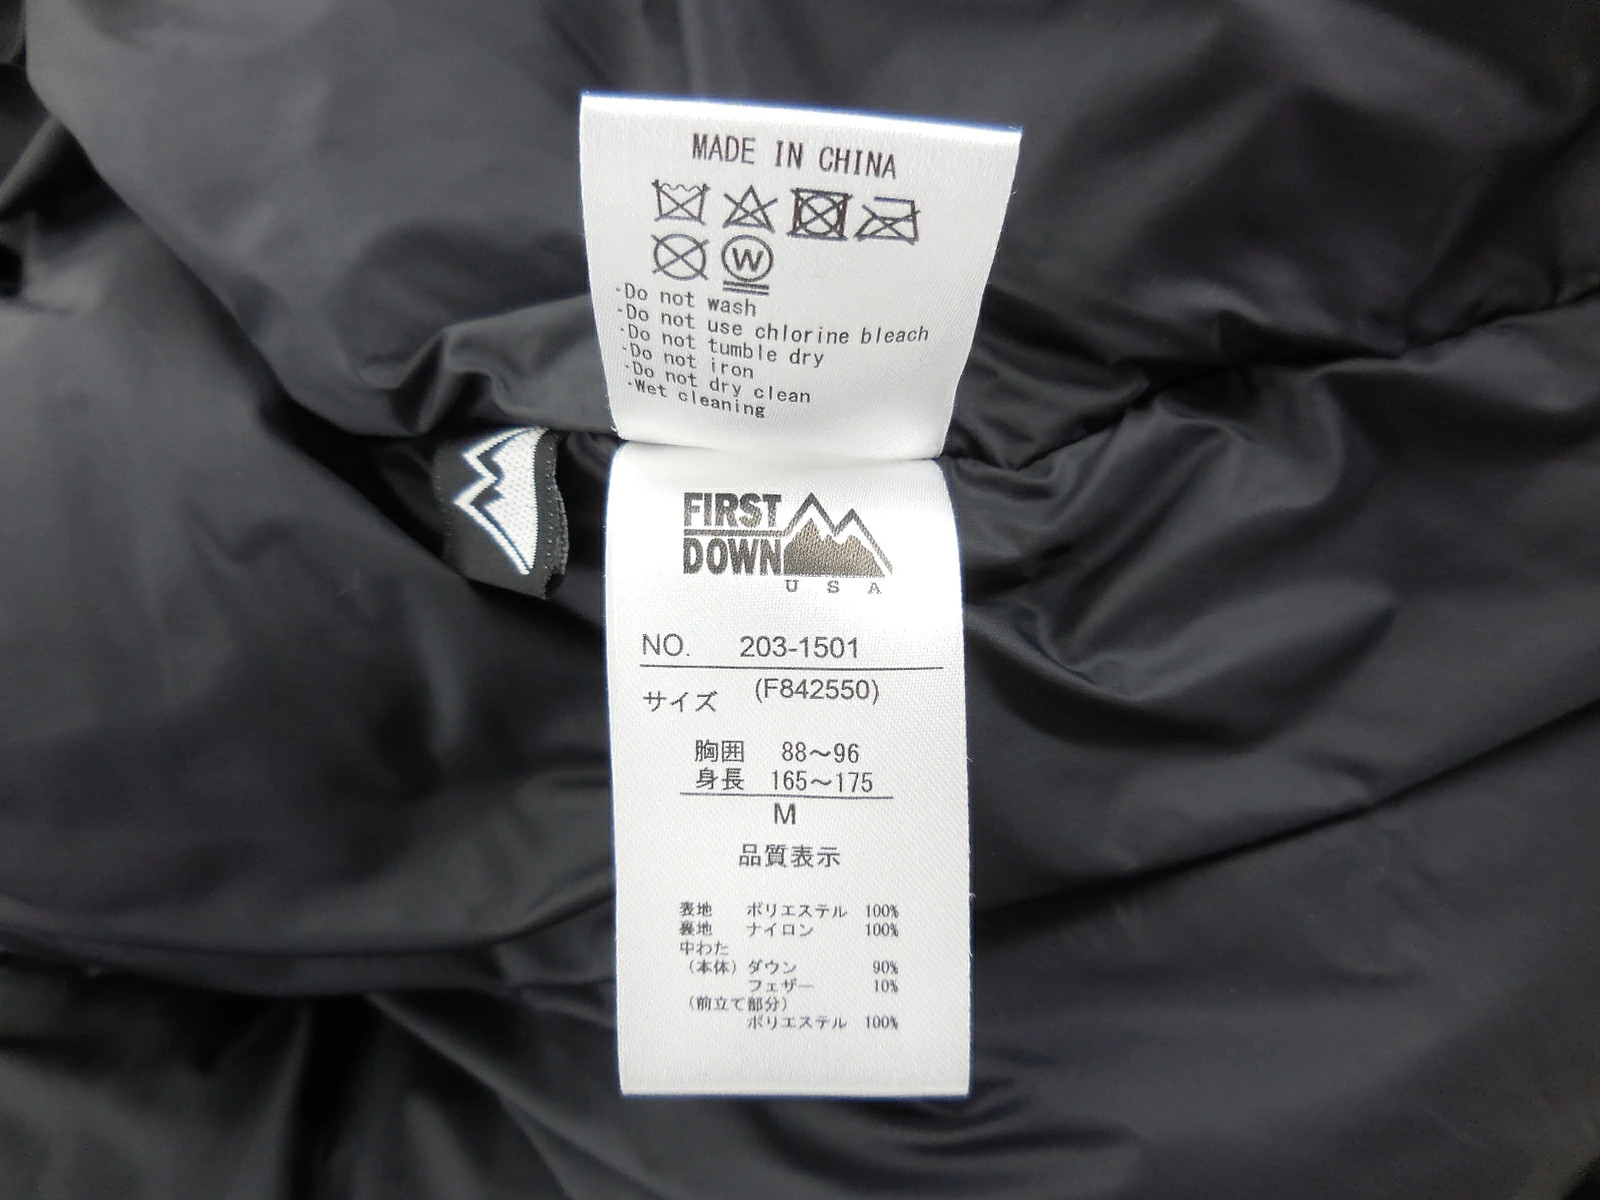 MADE IN CHINA
W
·Do not wash
·Do not use chlorine bleach
·Do not tumble dry
·Do not iron
·Do not dry clean
·Wet cleaning
FIRST
DOWN
USA
NO. 203-1501
サイズ (F842550)
胸囲 88～96
身長 165～175
M
品質表示
表地 ポリエステル 100%
裏地 ナイロン 100%
中わた
(本体) ダウン 90%
フェザー 10%
(前立て部分)
ポリエステル 100%